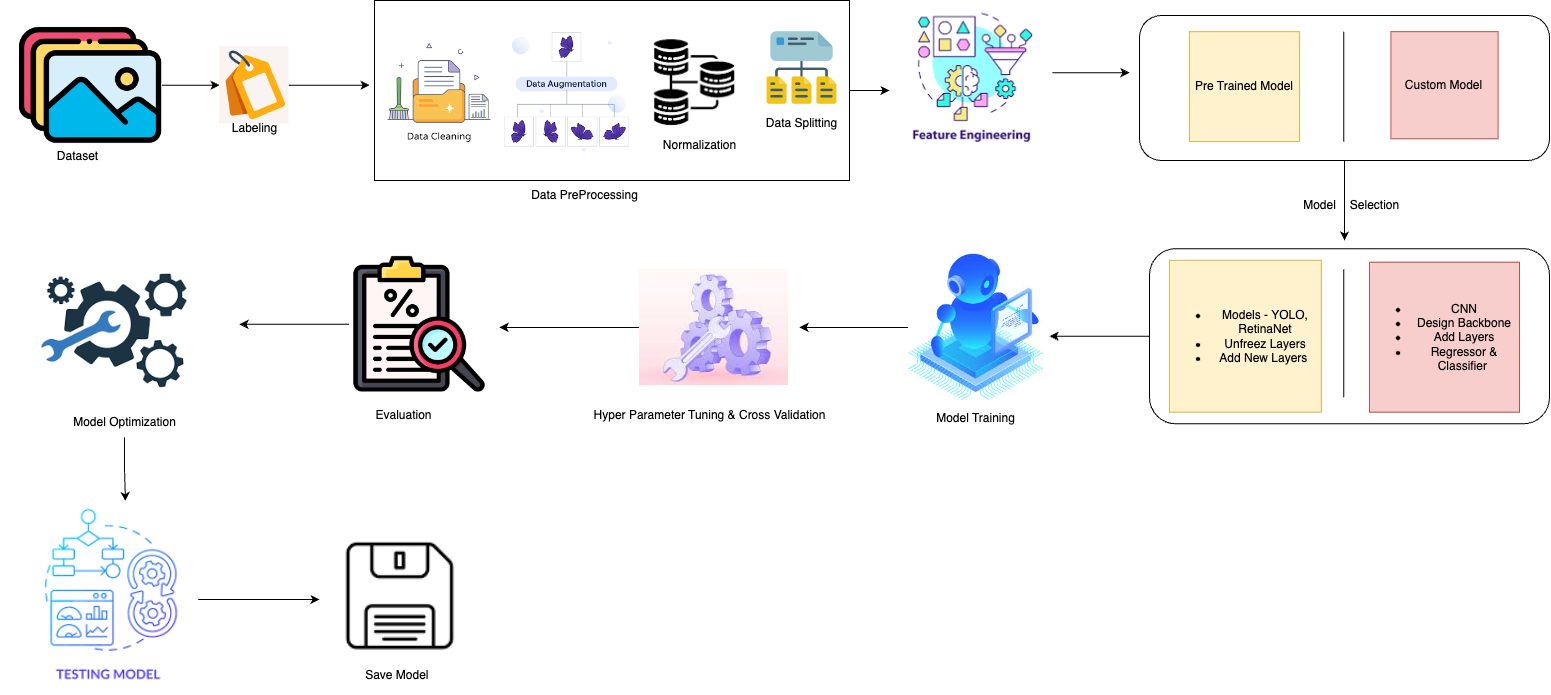 Dataset
Labeling
Data Cleaning
Data Augmentation
Normalization
Data Splitting
Data PreProcessing
Feature Engineering
Pre Trained Model
Custom Model
Model Selection
• Models - YOLO,
RetinaNet
• Unfreez Layers
• Add New Layers
• CNN
• Design Backbone
• Add Layers
• Regressor &
Classifier
Model Training
Hyper Parameter Tuning & Cross Validation
%
Evaluation
Model Optimization
TESTING MODEL
Save Model